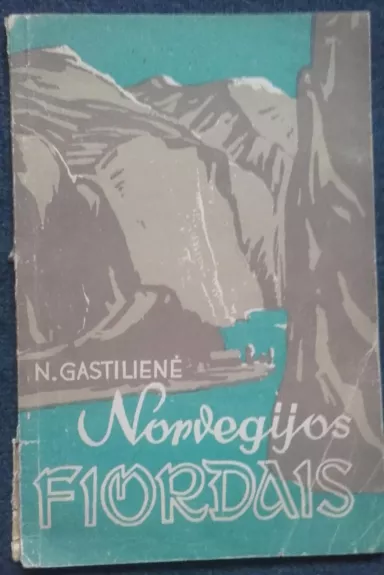 N. GASTILIENĖ
Norvegijos
FIORDAIS